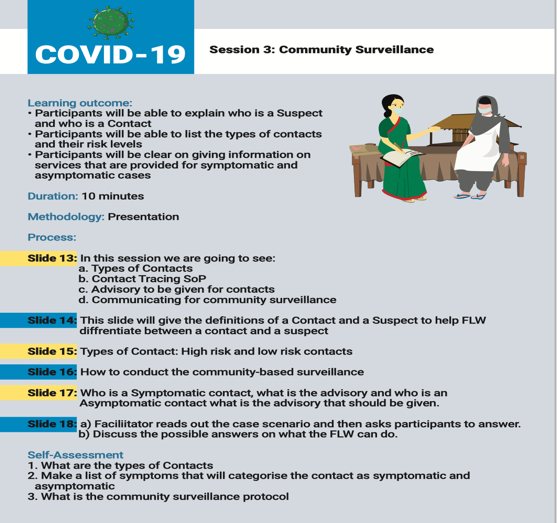 COVID-19
Session 3: Community Surveillance
Learning outcome:
• Participants will be able to explain who is a Suspect
and who is a Contact
• Participants will be able to list the types of contacts
and their risk levels
• Participants will be clear on giving information on
services that are provided for symptomatic and
asymptomatic cases
Duration: 10 minutes
Methodology: Presentation
Process:
Slide 13: In this session we are going to see:
a. Types of Contacts
b. Contact Tracing SoP
c. Advisory to be given for contacts
d. Communicating for community surveillance
Slide 14: This slide will give the definitions of a Contact and a Suspect to help FLW
diffrentiate between a contact and a suspect
Slide 15: Types of Contact: High risk and low risk contacts
Slide 16: How to conduct the community-based surveillance
Slide 17: Who is a Symptomatic contact, what is the advisory and who is an
Asymptomatic contact what is the advisory that should be given.
Slide 18: a) Faciliitator reads out the case scenario and then asks participants to answer.
b) Discuss the possible answers on what the FLW can do.
Self-Assessment
1. What are the types of Contacts
2. Make a list of symptoms that will categorise the contact as symptomatic and
asymptomatic
3. What is the community surveillance protocol